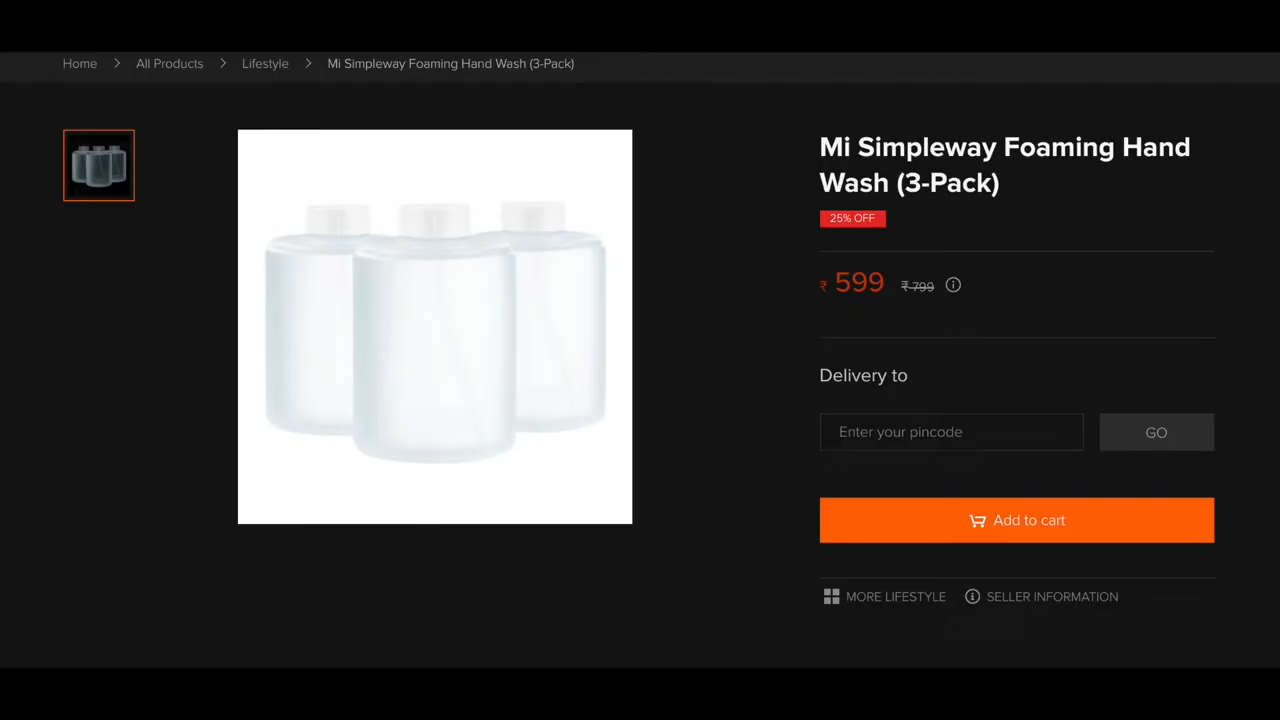 Home > All Products > Lifestyle > Mi Simpleway Foaming Hand Wash (3-Pack)
Mi Simpleway Foaming Hand
Wash (3-Pack)
25% OFF
₹ 599 ₹ 799
Delivery to
Enter your pincode GO
Add to cart
MORE LIFESTYLE SELLER INFORMATION